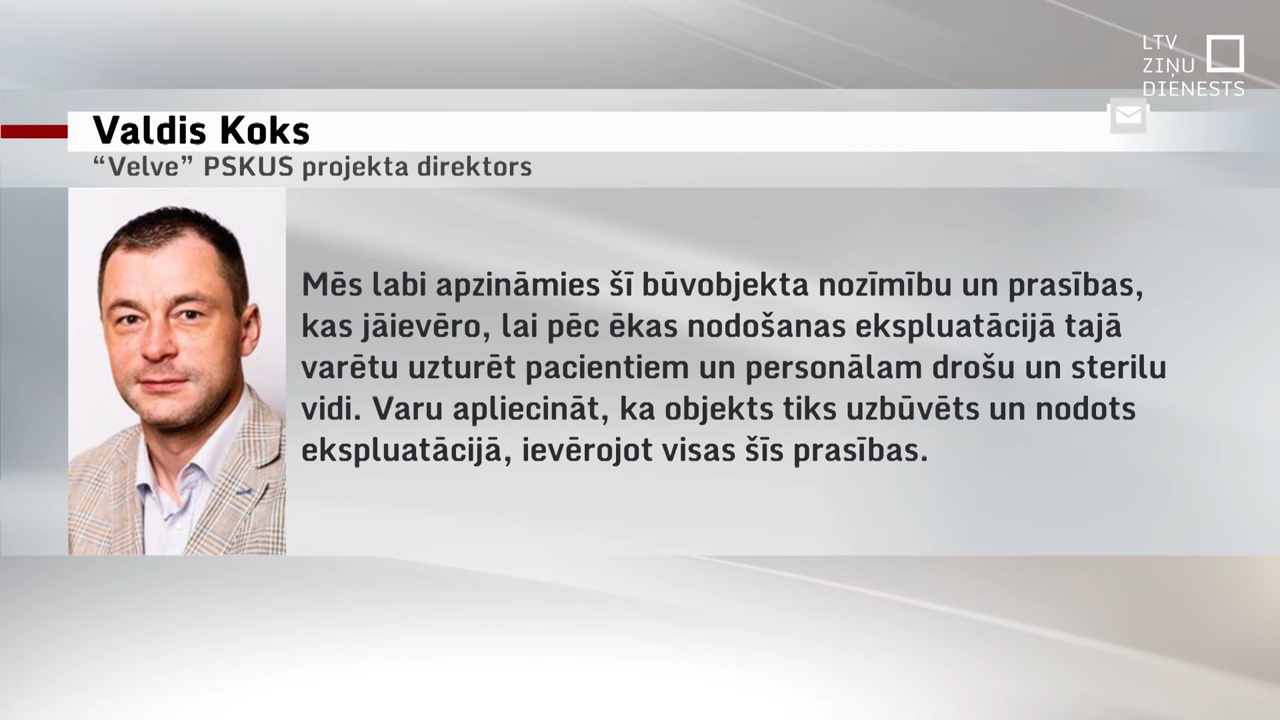 LTV
ZIŅU
DIENESTS
Valdis Koks
“Velve” PSKUS projekta direktors
Mēs labi apzināmies šī būvobjekta nozīmību un prasības,
kas jāievēro, lai pēc ēkas nodošanas ekspluatācijā tajā
varētu uzturēt pacientiem un personālam drošu un sterilu
vidi. Varu apliecināt, ka objekts tiks uzbūvēts un nodots
ekspluatācijā, ievērojot visas šīs prasības.